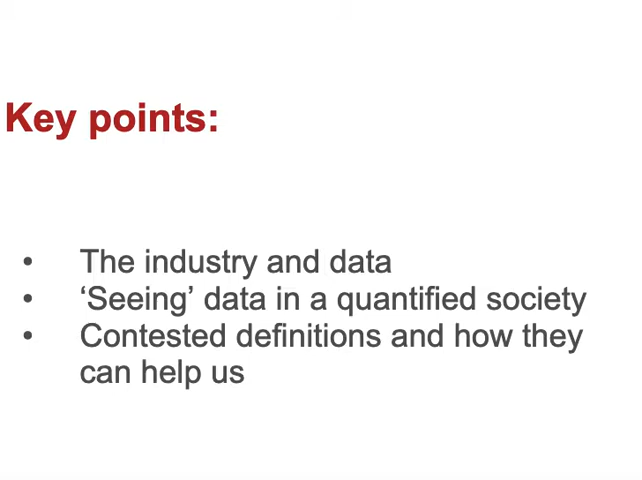 Key points:
• The industry and data
• ‘Seeing’ data in a quantified society
• Contested definitions and how they
can help us